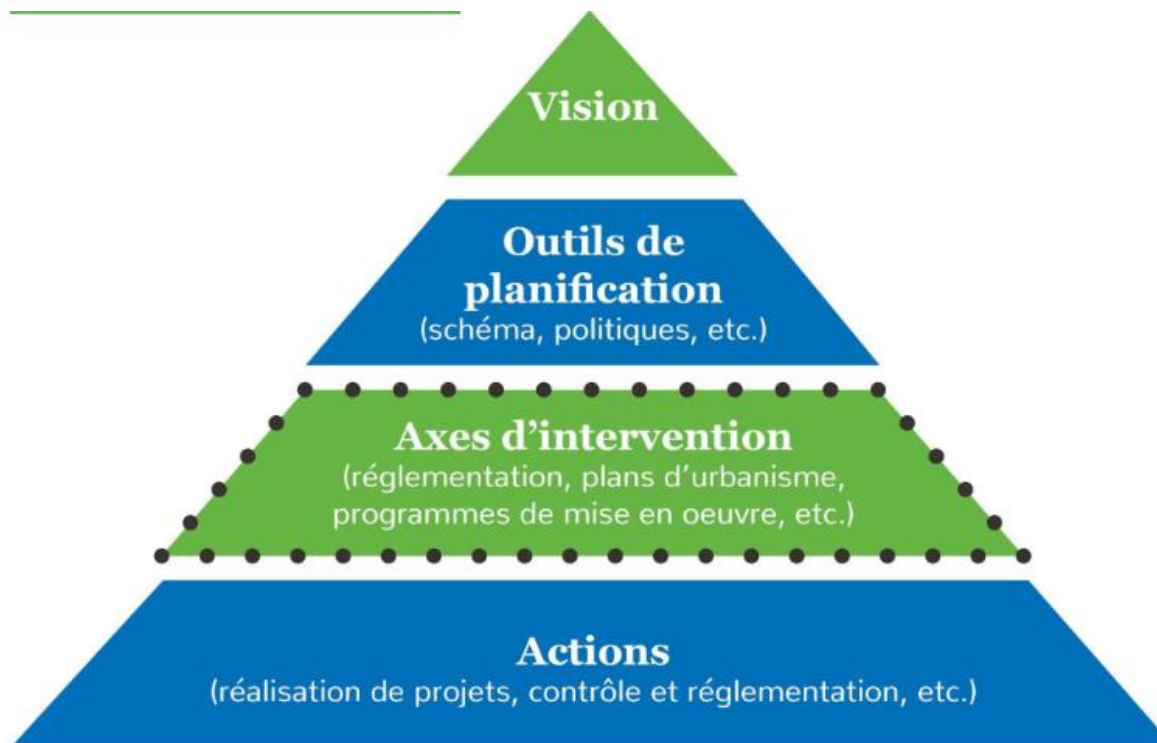 Vision
Outils de
planification
(schéma, politiques, etc.)
Axes d'intervention
(réglementation, plans d'urbanisme,
programmes de mise en oeuvre, etc.)
Actions
(réalisation de projets, contrôle et réglementation, etc.)